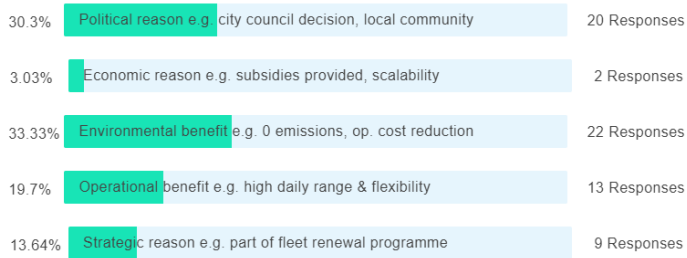 30.3% Political reason e.g. city council decision, local community 20 Responses
3.03% Economic reason e.g. subsidies provided, scalability 2 Responses
33.33% Environmental benefit e.g. 0 emissions, op. cost reduction 22 Responses
19.7% Operational benefit e.g. high daily range & flexibility 13 Responses
13.64% Strategic reason e.g. part of fleet renewal programme 9 Responses